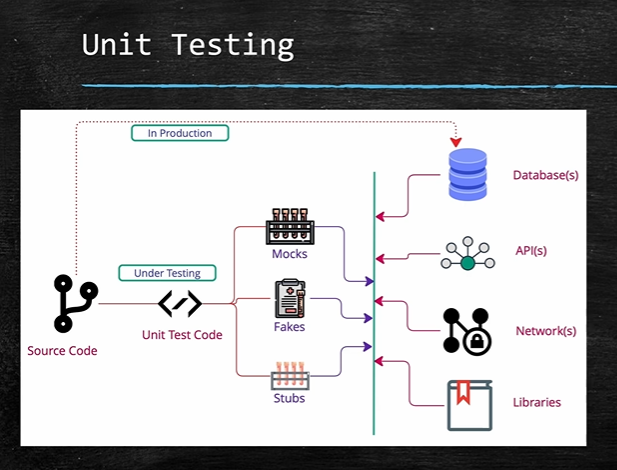 Unit Testing
In Production
Database(s)
Mocks
API(s)
Under Testing
Fakes
Unit Test Code
Network(s)
Source Code
Stubs
Libraries